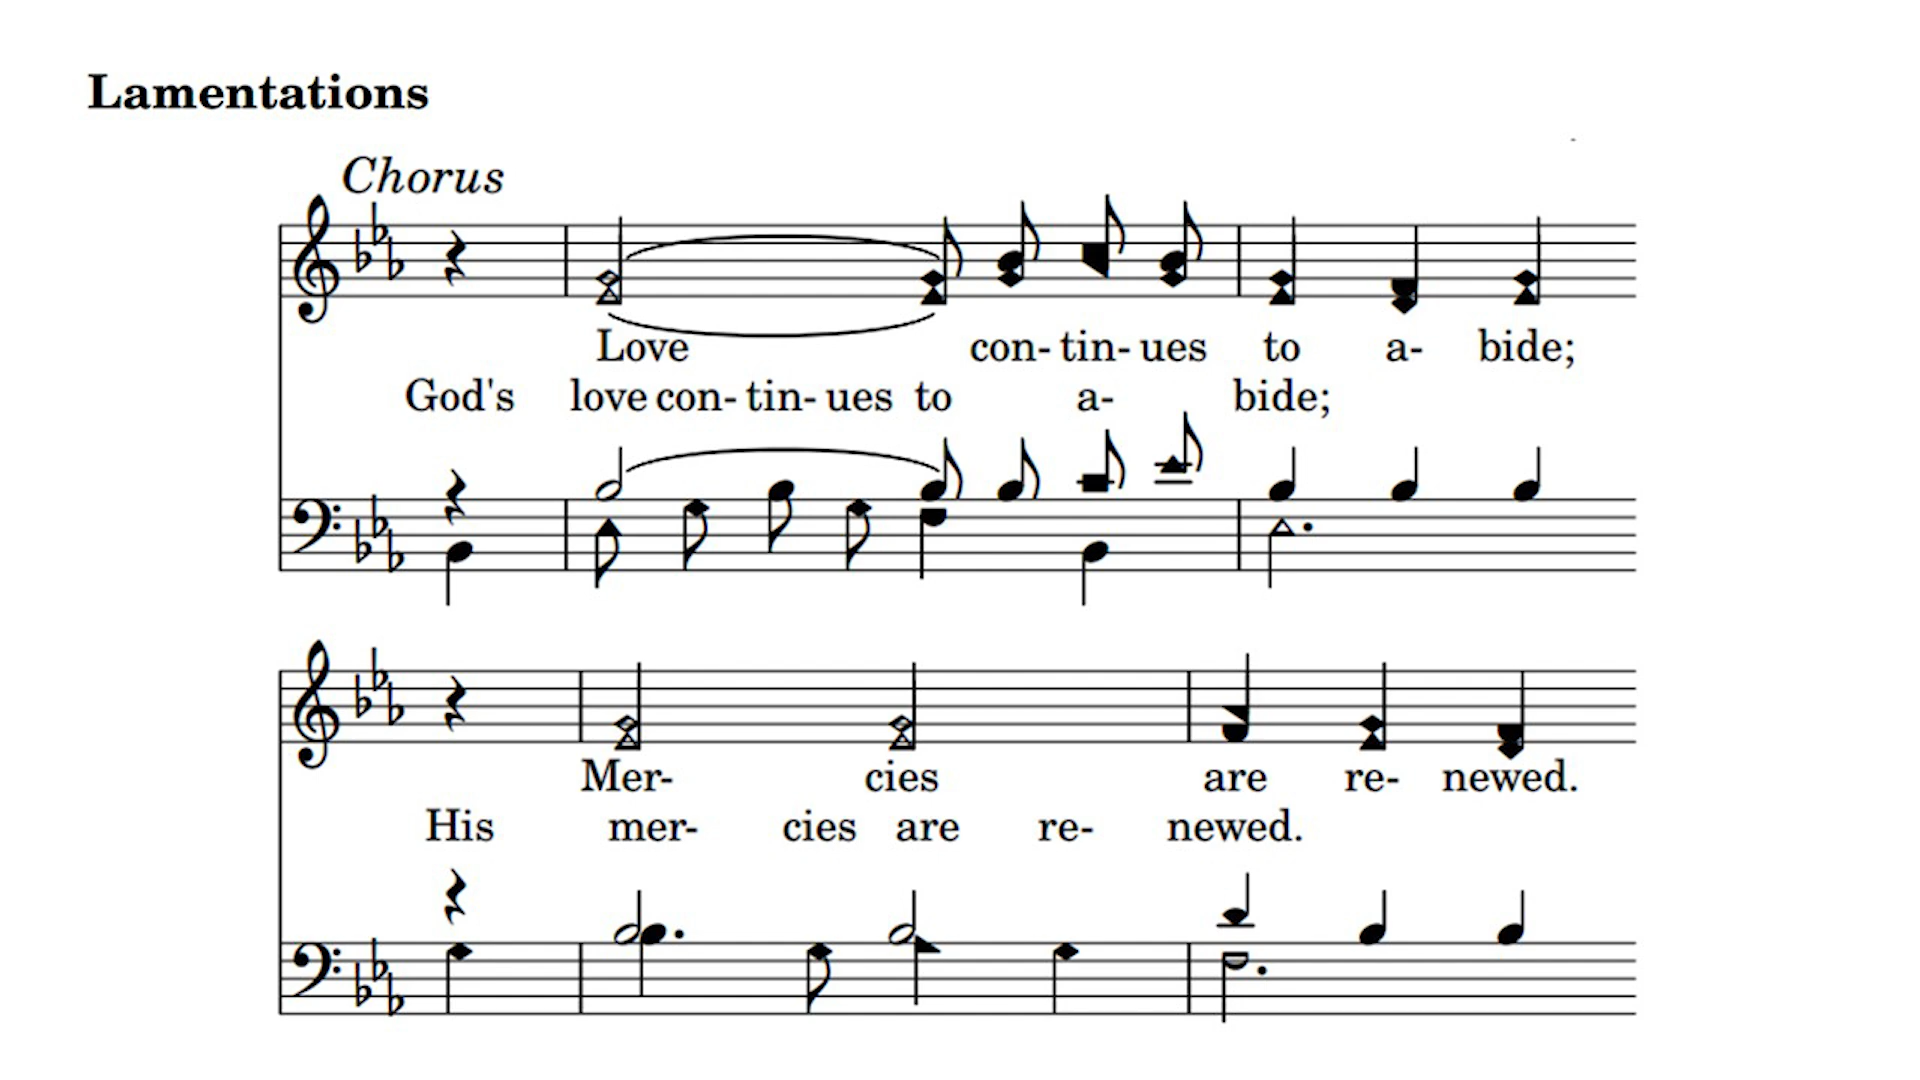 Lamentations
Chorus
Love con- tin- ues to a- bide;
God's love con- tin- ues to a- bide;
Mer- cies are re- newed.
His mer- cies are re- newed.